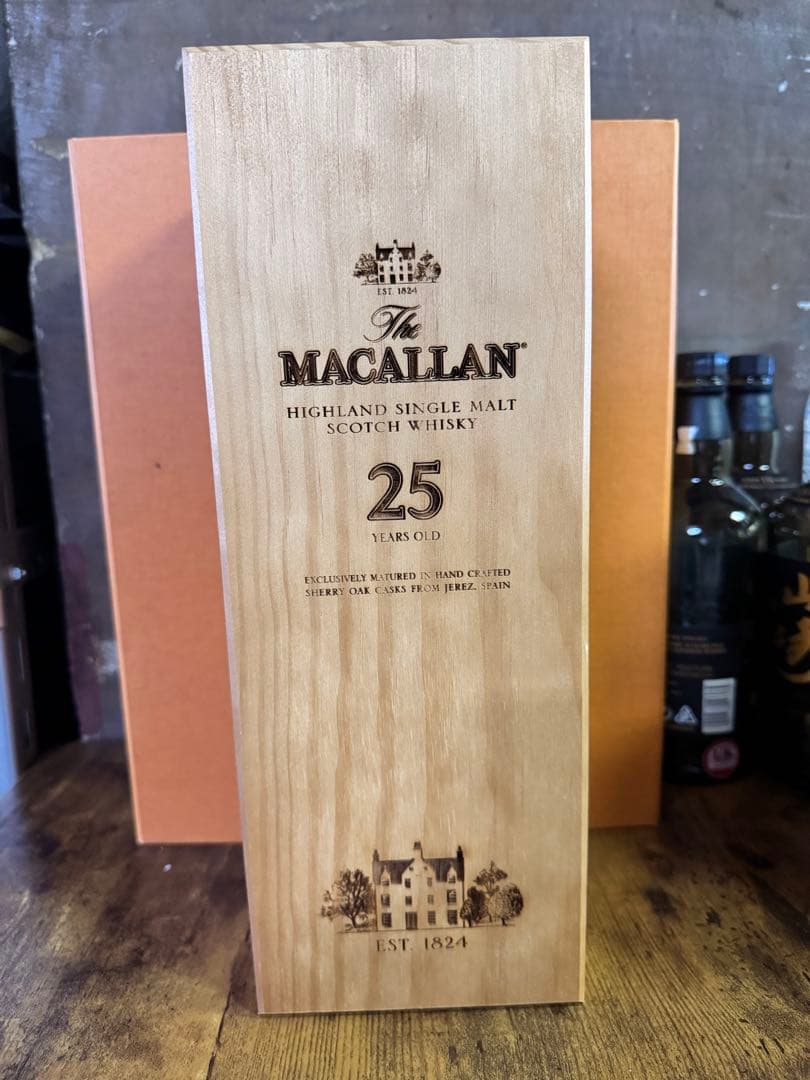 EST. 1824
The
MACALLAN®
HIGHLAND SINGLE MALT
SCOTCH WHISKY
25
YEARS OLD
EXCLUSIVELY MATURED IN HAND CRAFTED
SHERRY OAK CASKS FROM JEREZ, SPAIN
EST. 1824